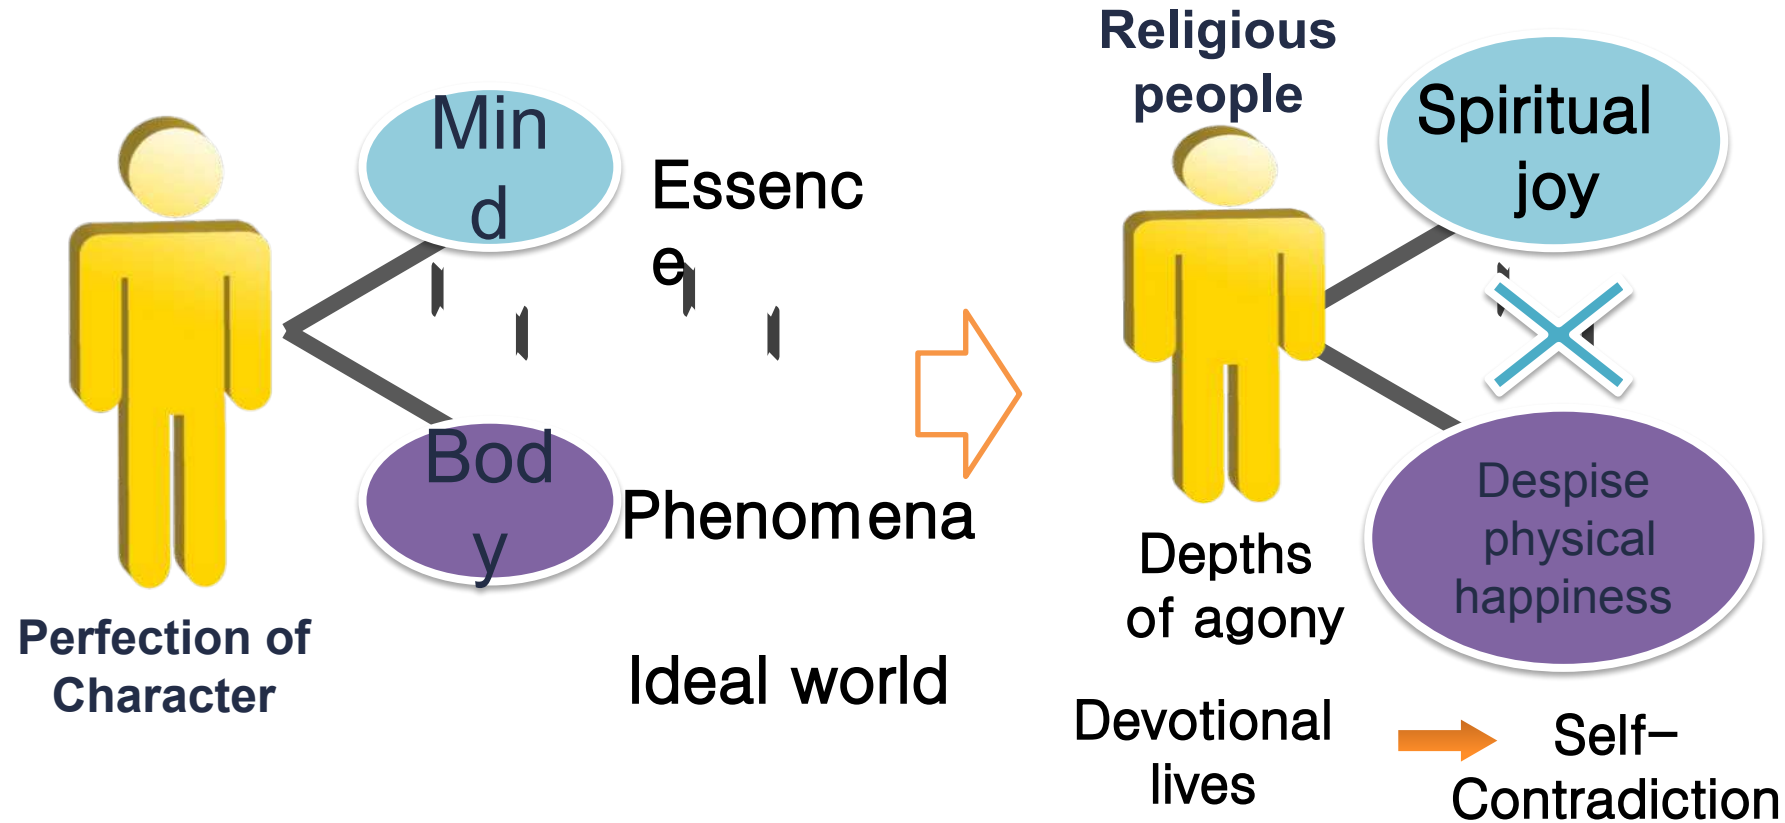 Min
d
Essenc
e
Bod
y
Phenomena
Perfection of
Character
Ideal world
Religious
people
Spiritual
joy
Despise
physical
happiness
Depths
of agony
Devotional
lives
Self-
Contradiction